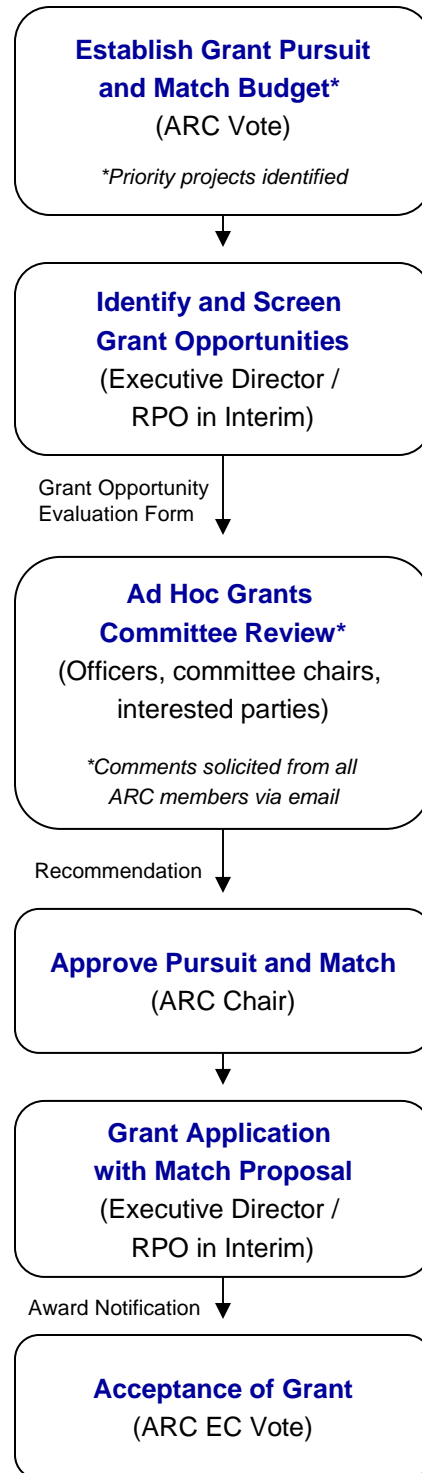 Establish Grant Pursuit
and Match Budget*
(ARC Vote)
*Priority projects identified
Identify and Screen
Grant Opportunities
(Executive Director /
RPO in Interim)
Grant Opportunity
Evaluation Form
Ad Hoc Grants
Committee Review*
(Officers, committee chairs,
interested parties)
*Comments solicited from all
ARC members via email
Recommendation
Approve Pursuit and Match
(ARC Chair)
Grant Application
with Match Proposal
(Executive Director /
RPO in Interim)
Award Notification
Acceptance of Grant
(ARC EC Vote)